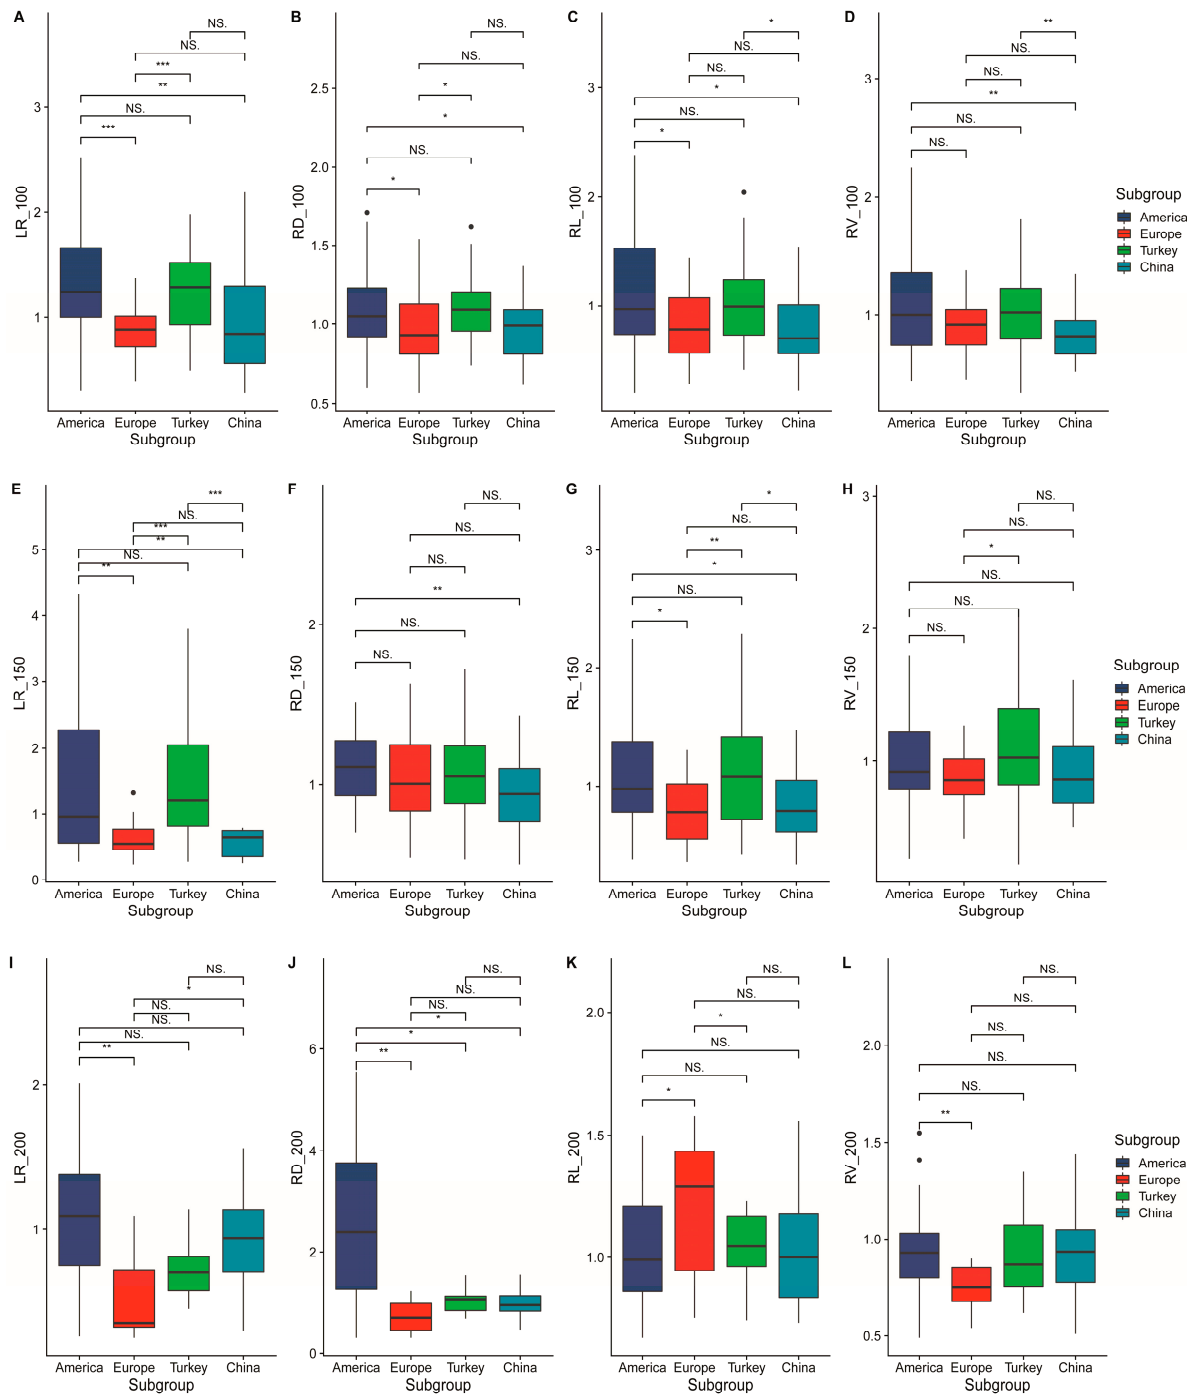 A
NS.
NS.
***
**
NS.
***
LR_100
3
2
1
America Europe Turkey China
Subgroup
B
NS.
NS.
*
*
NS.
*
RD_100
2.5
2.0
1.5
1.0
0.5
America Europe Turkey China
Subgroup
C
*
NS.
NS.
*
NS.
*
RL_100
3
2
1
America Europe Turkey China
Subgroup
D
**
NS.
NS.
**
NS.
NS.
RV_100
3
2
1
America Europe Turkey China
Subgroup
Subgroup
America
Europe
Turkey
China
E
***
NS.
***
**
NS.
**
LR_150
5
4
3
2
1
0
America Europe Turkey China
Subgroup
F
NS.
NS.
NS.
**
NS.
NS.
RD_150
2
1
America Europe Turkey China
Subgroup
G
*
NS.
**
*
NS.
*
RL_150
3
2
1
America Europe Turkey China
Subgroup
H
NS.
NS.
*
NS.
NS.
NS.
RV_150
3
2
1
America Europe Turkey China
Subgroup
Subgroup
America
Europe
Turkey
China
I
NS.
*
NS.
NS.
NS.
**
LR_200
2
1
America Europe Turkey China
Subgroup
J
NS.
NS.
NS.
*
*
**
RD_200
6
4
2
0
America Europe Turkey China
Subgroup
K
NS.
NS.
*
NS.
NS.
*
RL_200
2.0
1.5
1.0
America Europe Turkey China
Subgroup
L
NS.
NS.
NS.
NS.
NS.
**
RV_200
2.0
1.5
1.0
0.5
America Europe Turkey China
Subgroup
Subgroup
America
Europe
Turkey
China